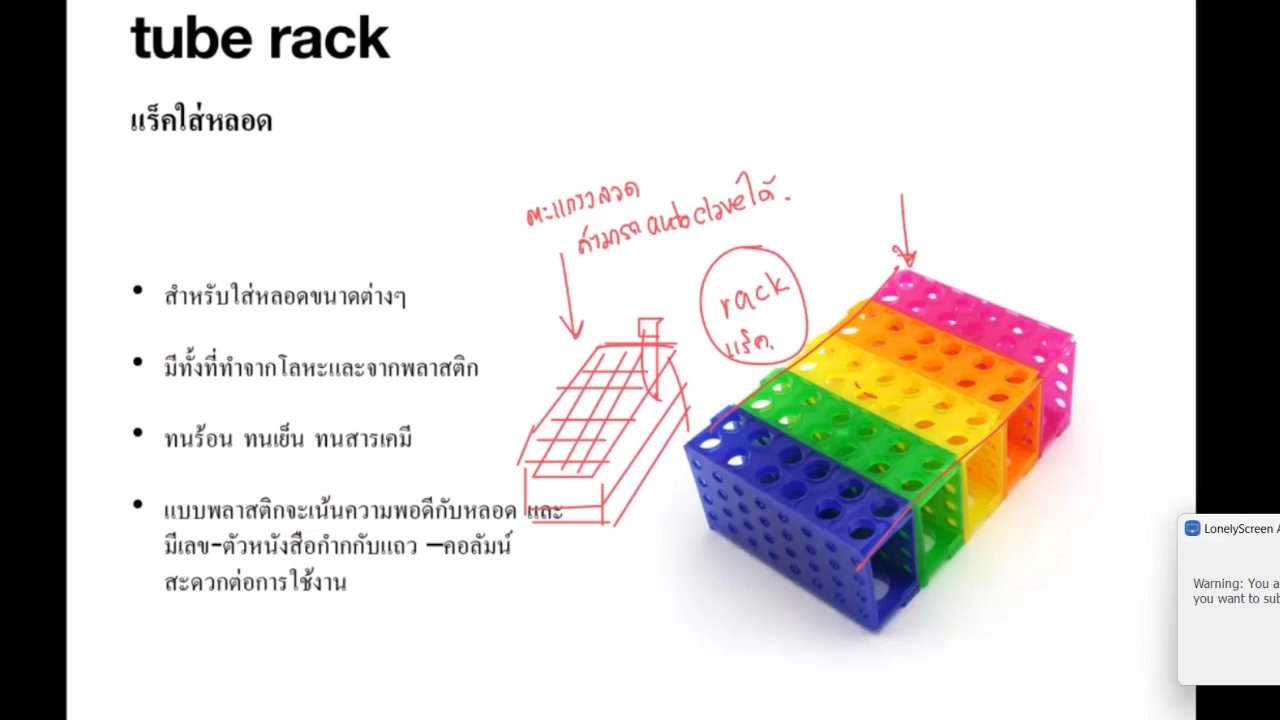 tube rack
แร็คใส่หลอด
ตะแกรงลวด
สามารถ autoclave ได้.
rack
แร็ค.
• สำหรับใส่หลอดขนาดต่างๆ
• มีทั้งที่ทำจากโลหะและจากพลาสติก
• ทนร้อน ทนเย็น ทนสารเคมี
• แบบพลาสติกจะเน้นความพอดีกับหลอด และ
มีเลข-ตัวหนังสือกำกกับแถว –คอลัมน์
สะดวกต่อการใช้งาน
LonelyScreen A
Warning: You a
you want to sub